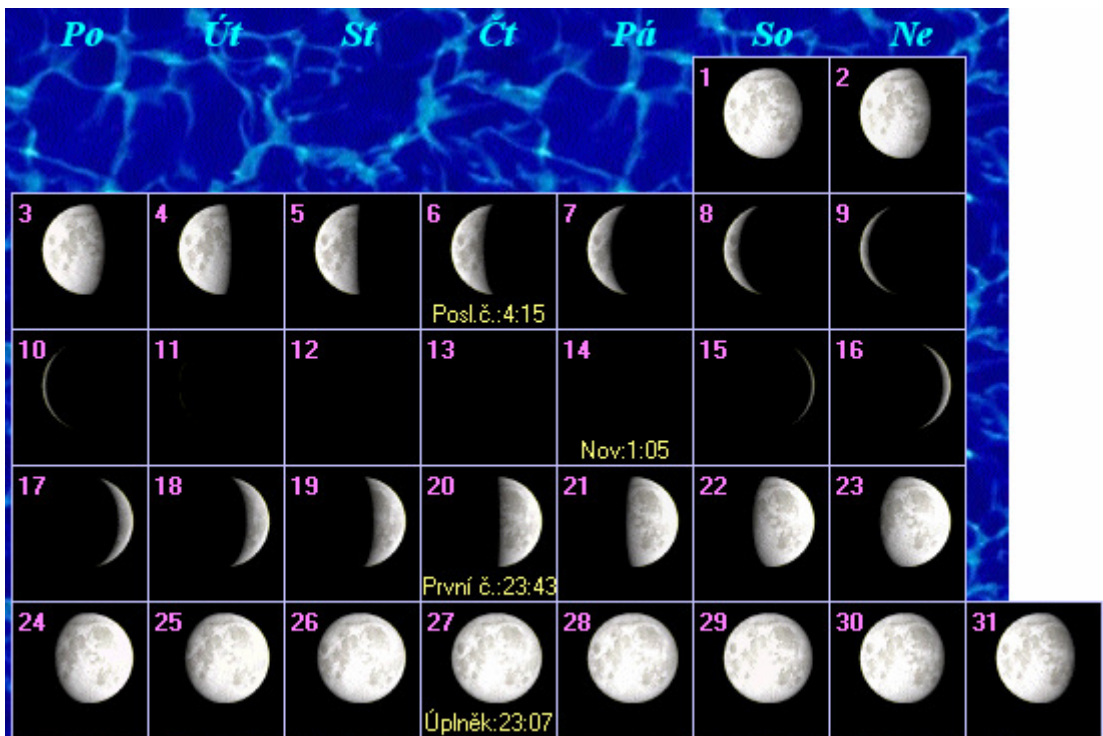 Po Út St Čt Pá So Ne
1 2
3 4 5 6 7 8 9
Posl.č.:4:15
10 11 12 13 14 15 16
Nov:1:05
17 18 19 20 21 22 23
První č.:23:43
24 25 26 27 28 29 30 31
Úplněk:23:07